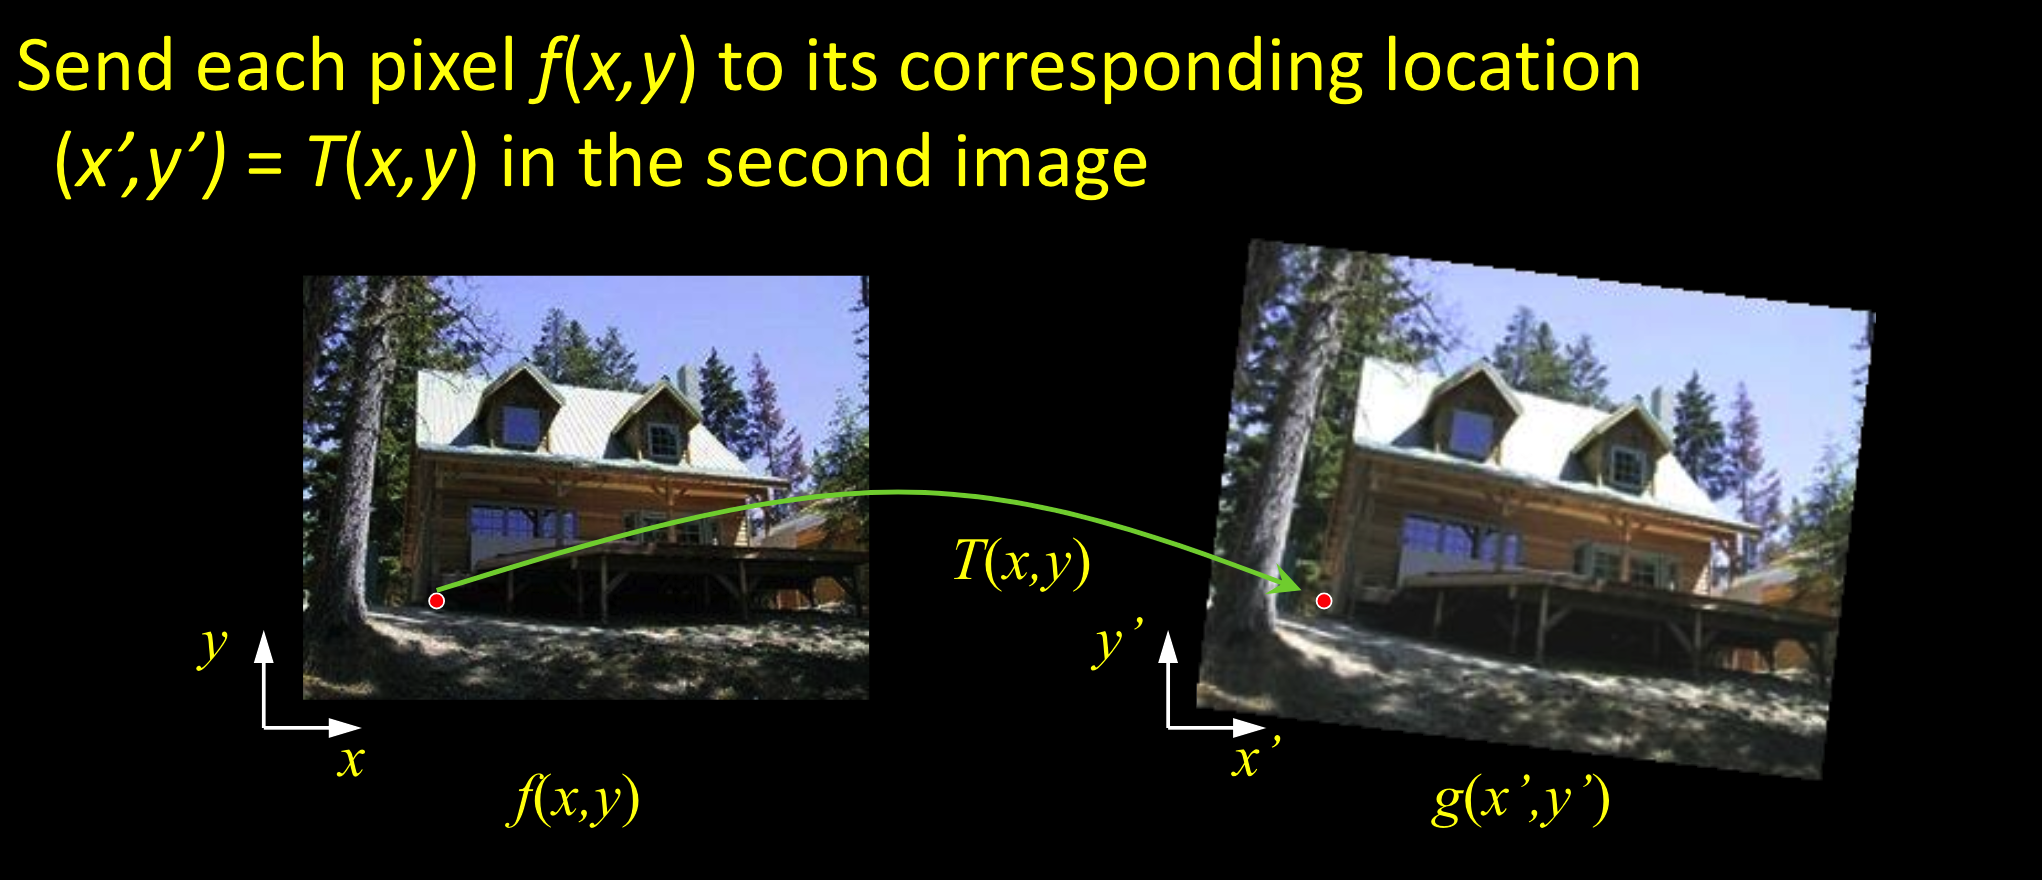 Send each pixel f(x,y) to its corresponding location
(x’,y’) = T(x,y) in the second image
T(x,y)
y
y’
x
x’
f(x,y)
g(x’,y’)